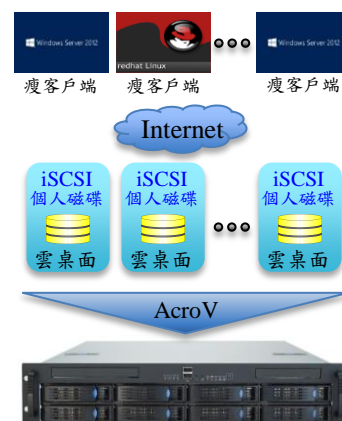 Windows Server 2012
redhat Linux
Windows Server 2012
瘦客戶端
瘦客戶端
瘦客戶端
Internet
iSCSI
個人磁碟
雲桌面
iSCSI
個人磁碟
雲桌面
iSCSI
個人磁碟
雲桌面
AcroV